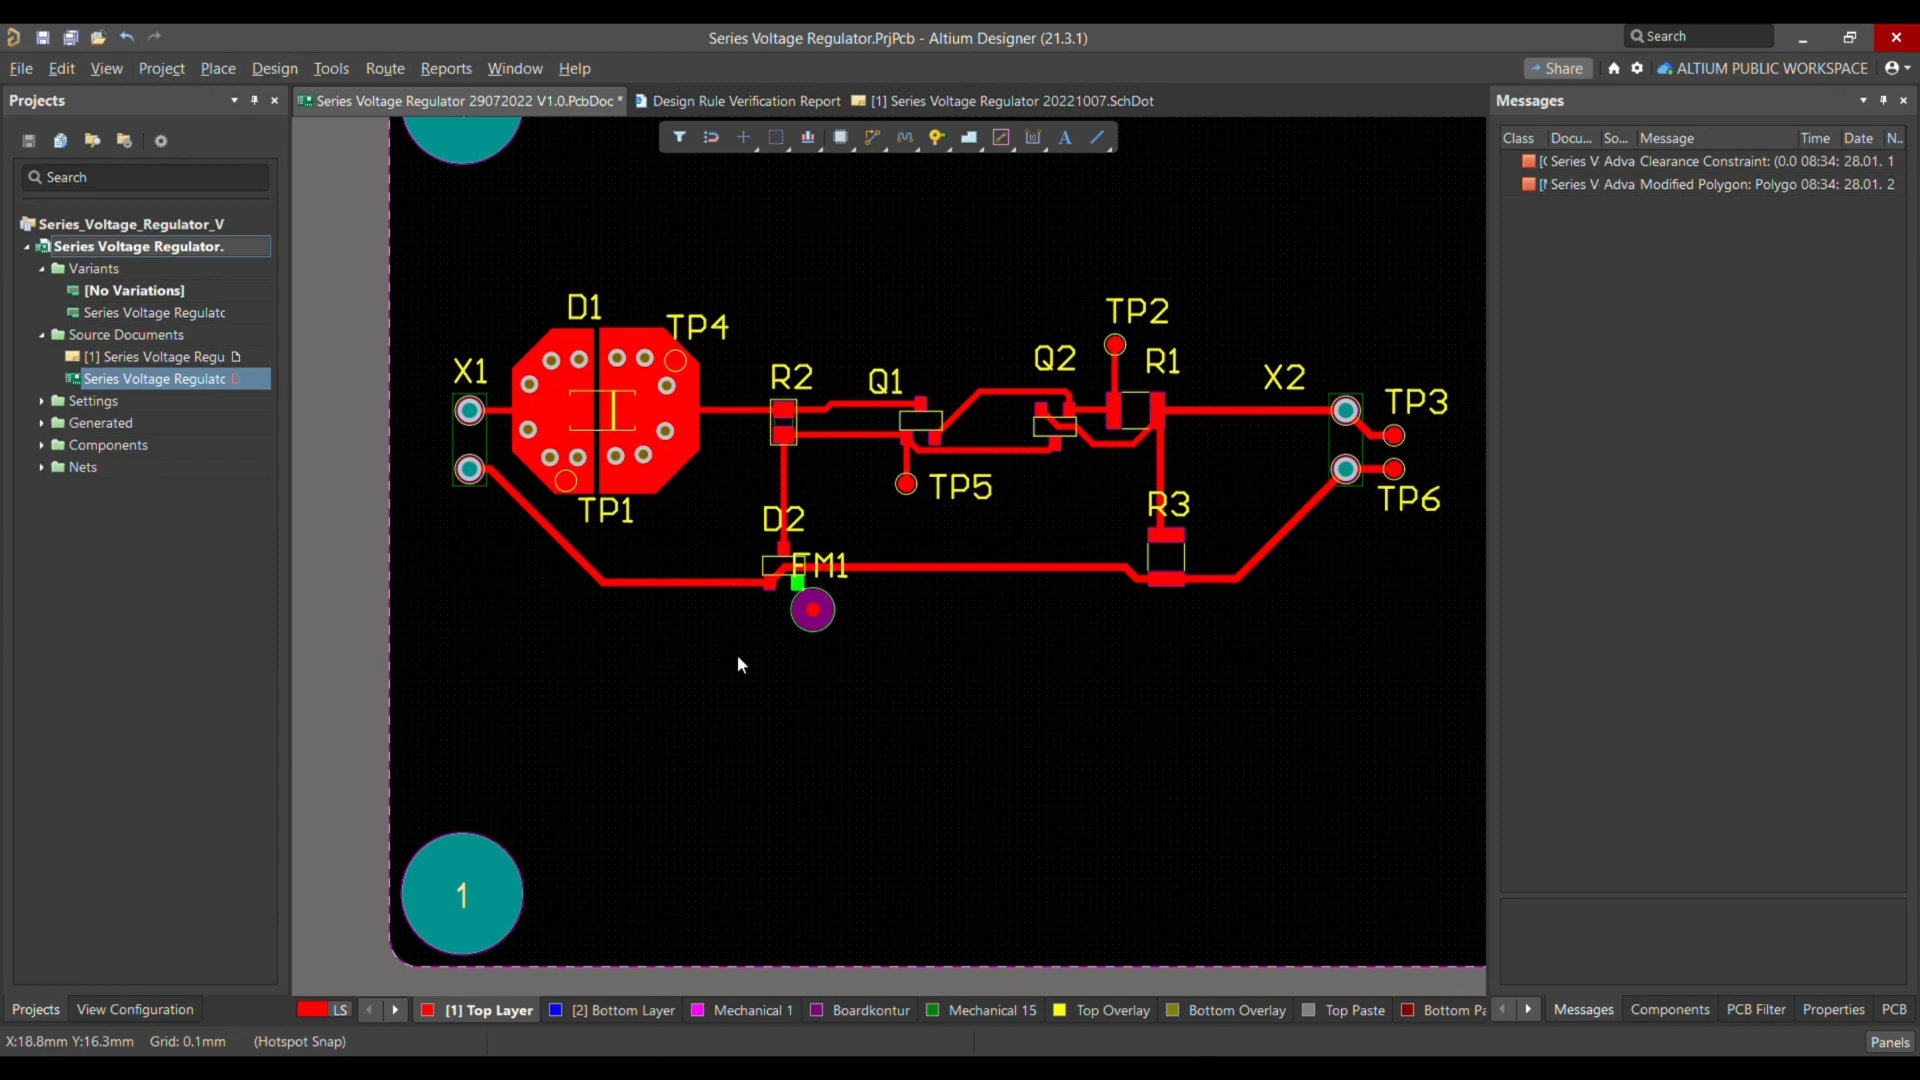 Series Voltage Regulator.PrjPcb - Altium Designer (21.3.1)
Search
File Edit View Project Place Design Tools Route Reports Window Help
Share
ALTIUM PUBLIC WORKSPACE
Projects
Series Voltage Regulator 29072022 V1.0.PcbDoc *
Design Rule Verification Report
[1] Series Voltage Regulator 20221007.SchDot
Messages
Search
Class Docu... So... Message Time Date N..
Series V Adva Clearance Constraint: (0.0 08:34: 28.01. 1
Series V Adva Modified Polygon: Polygo 08:34: 28.01. 2
Series_Voltage_Regulator_V
Series Voltage Regulator.
Variants
[No Variations]
Series Voltage Regulatc
Source Documents
[1] Series Voltage Regu
Series Voltage Regulatc
Settings
Generated
Components
Nets
D1
TP4
TP2
X1
R2
Q1
Q2
R1
X2
TP3
TP1
TP5
TP6
D2
R3
FM1
1
Projects View Configuration
LS
[1] Top Layer
[2] Bottom Layer
Mechanical 1
Boardkontur
Mechanical 15
Top Overlay
Bottom Overlay
Top Paste
Bottom Pa
Messages Components PCB Filter Properties PCB
X:18.8mm Y:16.3mm Grid: 0.1mm (Hotspot Snap)
Panels